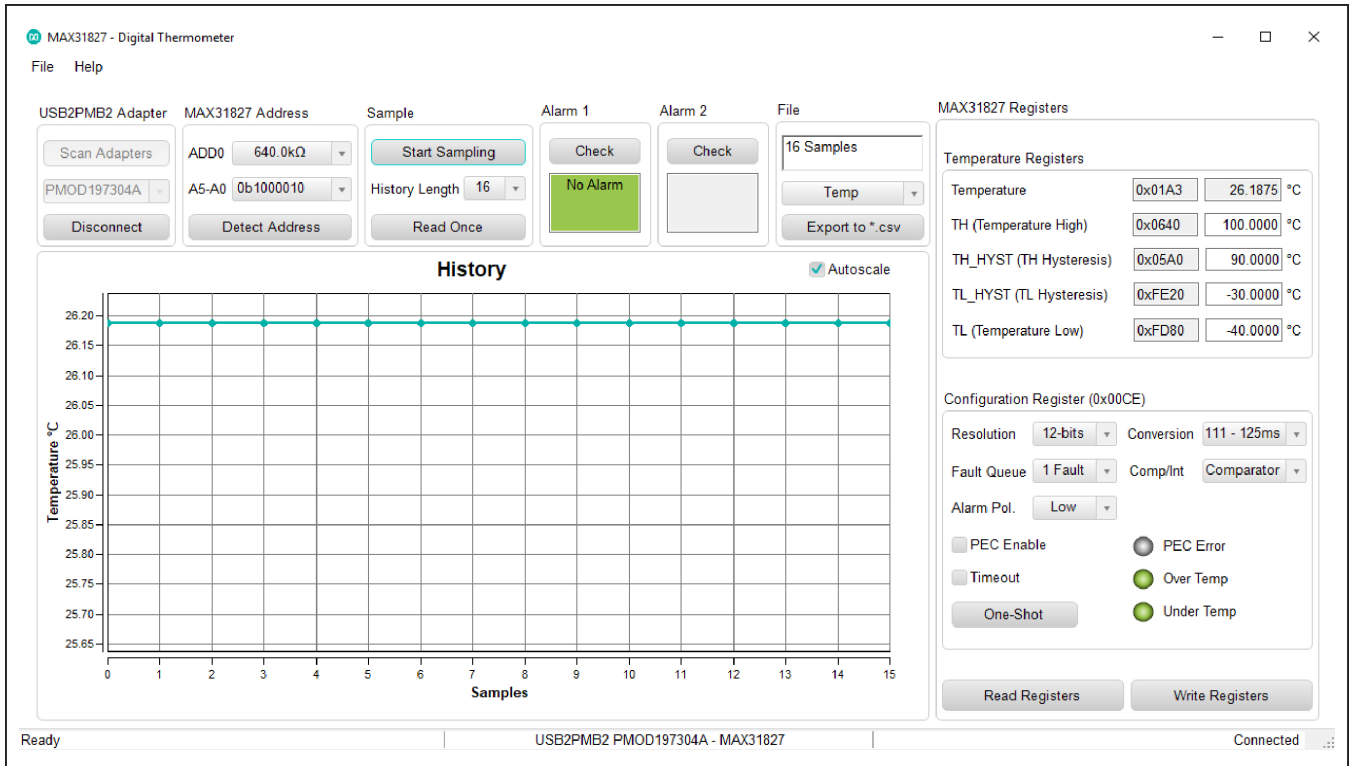 MAX31827 - Digital Thermometer
File Help
USB2PMB2 Adapter
Scan Adapters
PMOD197304A
Disconnect
MAX31827 Address
ADD0 640.0kΩ
A5-A0 0b1000010
Detect Address
Sample
Start Sampling
History Length 16
Read Once
Alarm 1
Check
No Alarm
Alarm 2
Check
File
16 Samples
Temp
Export to *.csv
History
Autoscale
Temperature °C
26.20
26.15
26.10
26.05
26.00
25.95
25.90
25.85
25.80
25.75
25.70
25.65
0 1 2 3 4 5 6 7 8 9 10 11 12 13 14 15
Samples
MAX31827 Registers
Temperature Registers
Temperature 0x01A3 26.1875 °C
TH (Temperature High) 0x0640 100.0000 °C
TH_HYST (TH Hysteresis) 0x05A0 90.0000 °C
TL_HYST (TL Hysteresis) 0xFE20 -30.0000 °C
TL (Temperature Low) 0xFD80 -40.0000 °C
Configuration Register (0x00CE)
Resolution 12-bits Conversion 111 - 125ms
Fault Queue 1 Fault Comp/Int Comparator
Alarm Pol. Low
PEC Enable PEC Error
Timeout Over Temp
One-Shot Under Temp
Read Registers Write Registers
Ready USB2PMB2 PMOD197304A - MAX31827 Connected